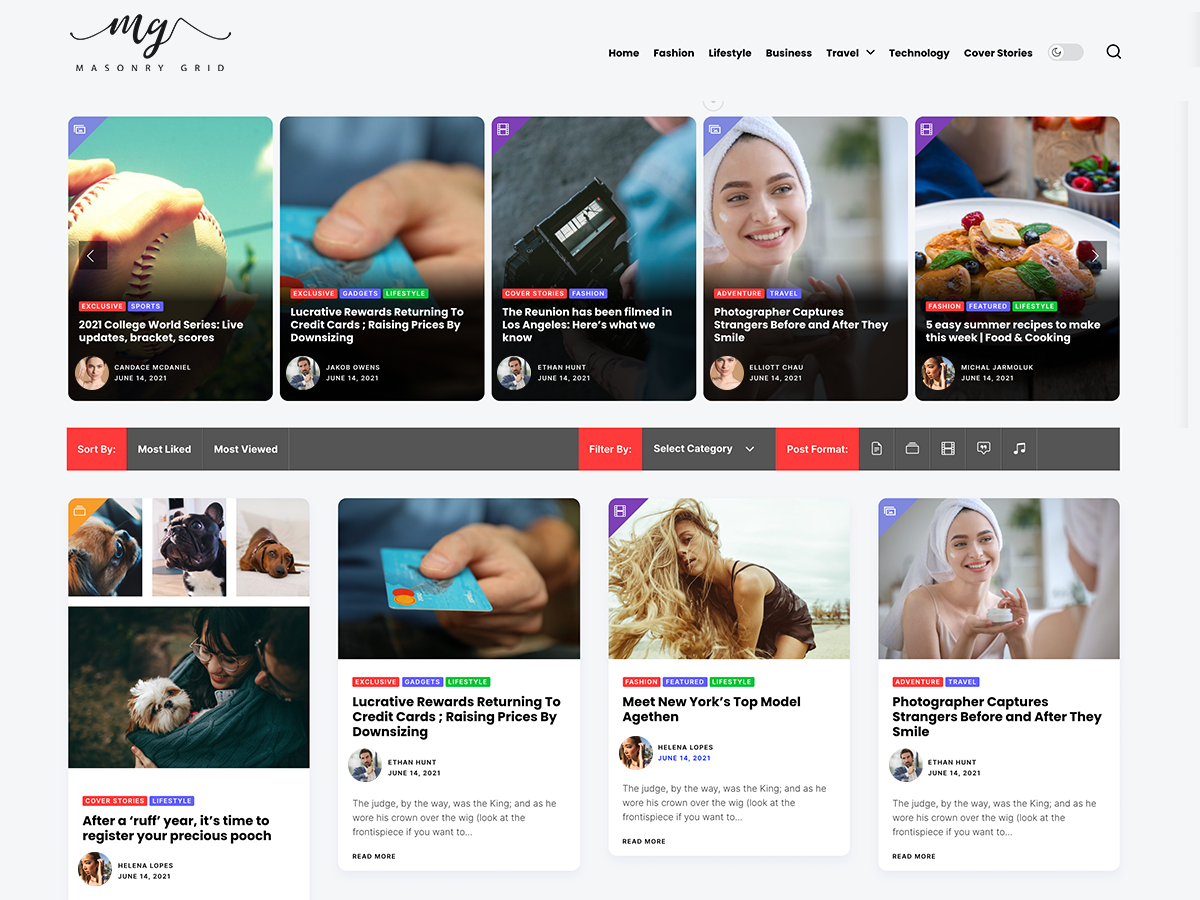 mg
MASONRY GRID
Home Fashion Lifestyle Business Travel Technology Cover Stories
EXCLUSIVE SPORTS
2021 College World Series: Live
updates, bracket, scores
CANDACE MCDANIEL
JUNE 14, 2021
EXCLUSIVE GADGETS LIFESTYLE
Lucrative Rewards Returning To
Credit Cards ; Raising Prices By
Downsizing
JAKOB OWENS
JUNE 14, 2021
COVER STORIES FASHION
The Reunion has been filmed in
Los Angeles: Here’s what we
know
ETHAN HUNT
JUNE 14, 2021
ADVENTURE TRAVEL
Photographer Captures
Strangers Before and After They
Smile
ELLIOTT CHAU
JUNE 14, 2021
FASHION FEATURED LIFESTYLE
5 easy summer recipes to make
this week | Food & Cooking
MICHAL JARMOLUK
JUNE 14, 2021
Sort By: Most Liked Most Viewed Filter By: Select Category Post Format:
COVER STORIES LIFESTYLE
After a ‘ruff’ year, it’s time to
register your precious pooch
HELENA LOPES
JUNE 14, 2021
EXCLUSIVE GADGETS LIFESTYLE
Lucrative Rewards Returning To
Credit Cards ; Raising Prices By
Downsizing
ETHAN HUNT
JUNE 14, 2021
The judge, by the way, was the King; and as he
wore his crown over the wig (look at the
frontispiece if you want to...
READ MORE
FASHION FEATURED LIFESTYLE
Meet New York’s Top Model
Agethen
HELENA LOPES
JUNE 14, 2021
The judge, by the way, was the King; and as he
wore his crown over the wig (look at the
frontispiece if you want to...
READ MORE
ADVENTURE TRAVEL
Photographer Captures
Strangers Before and After They
Smile
ETHAN HUNT
JUNE 14, 2021
The judge, by the way, was the King; and as he
wore his crown over the wig (look at the
frontispiece if you want to...
READ MORE